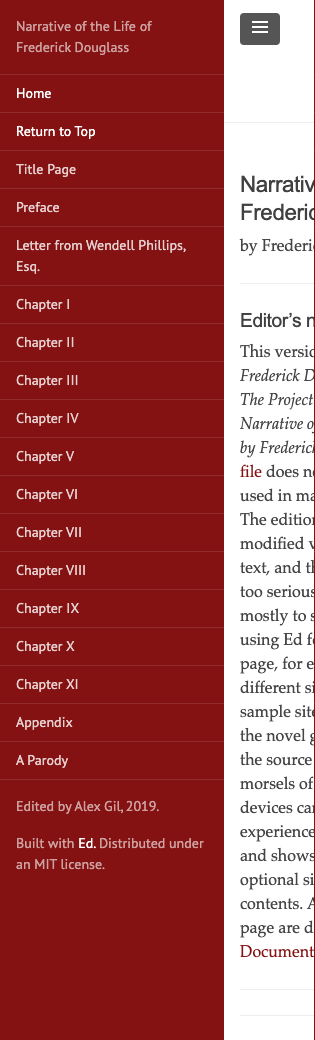 Narrative of the Life of
Frederick Douglass
Home
Return to Top
Title Page
Preface
Letter from Wendell Phillips,
Esq.
Chapter I
Chapter II
Chapter III
Chapter IV
Chapter V
Chapter VI
Chapter VII
Chapter VIII
Chapter IX
Chapter X
Chapter XI
Appendix
A Parody
Edited by Alex Gil, 2019.
Built with Ed. Distributed under
an MIT license.
Narrativ
Frederic
by Frederi
Editor's n
This versio
Frederick D
The Project
Narrative o
by Frederick
file does n
used in ma
The edition
modified v
text, and th
too serious
mostly to s
using Ed fo
page, for e
different si
sample site
the novel g
the source
morsels of
devices ca
experience
and shows
optional si
contents. A
page are d
Document